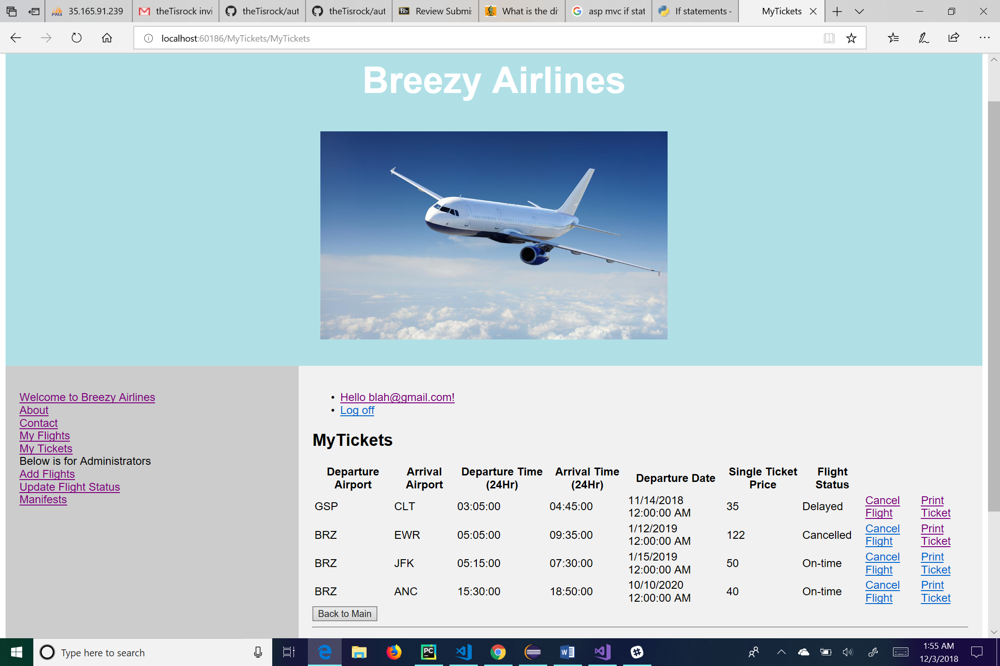 35.165.91.239
theTisrock invi
theTisrock/aut
theTisrock/aut
Review Submi
What is the di
asp mvc if stat
If statements -
MyTickets
localhost:60186/MyTickets/MyTickets
Breezy Airlines
Welcome to Breezy Airlines
About
Contact
My Flights
My Tickets
Below is for Administrators
Add Flights
Update Flight Status
Manifests
Hello blah@gmail.com!
Log off
MyTickets
Departure Airport Arrival Airport Departure Time (24Hr) Arrival Time (24Hr) Departure Date Single Ticket Price Flight Status
GSP CLT 03:05:00 04:45:00 11/14/2018 12:00:00 AM 35 Delayed Cancel Flight Print Ticket
BRZ EWR 05:05:00 09:35:00 1/12/2019 12:00:00 AM 122 Cancelled Cancel Flight Print Ticket
BRZ JFK 05:15:00 07:30:00 1/15/2019 12:00:00 AM 50 On-time Cancel Flight Print Ticket
BRZ ANC 15:30:00 18:50:00 10/10/2020 12:00:00 AM 40 On-time Cancel Flight Print Ticket
Back to Main
Type here to search
1:55 AM
12/3/2018